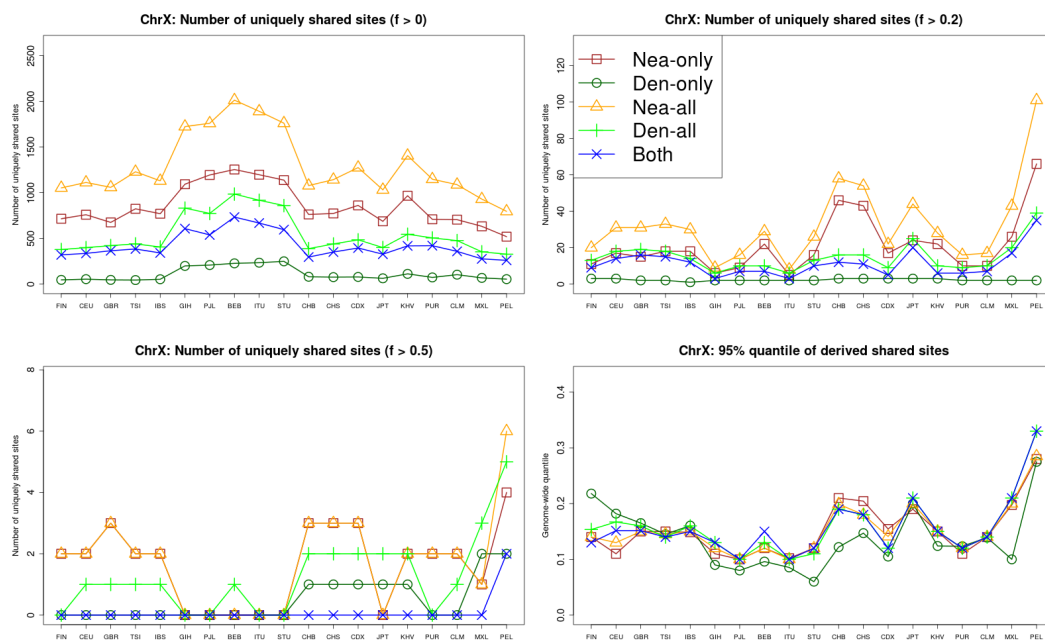 ChrX: Number of uniquely shared sites (f > 0)
Number of uniquely shared sites
0 500 1000 1500 2000 2500
FIN CEU GBR TSI IBS GIH PJL BEB ITU STU CHB CHS CDX JPT KHV PUR CLM MXL PEL
ChrX: Number of uniquely shared sites (f > 0.2)
Number of uniquely shared sites
0 20 40 60 80 100 120
Nea-only
Den-only
Nea-all
Den-all
Both
FIN CEU GBR TSI IBS GIH PJL BEB ITU STU CHB CHS CDX JPT KHV PUR CLM MXL PEL
ChrX: Number of uniquely shared sites (f > 0.5)
Number of uniquely shared sites
0 2 4 6 8
FIN CEU GBR TSI IBS GIH PJL BEB ITU STU CHB CHS CDX JPT KHV PUR CLM MXL PEL
ChrX: 95% quantile of derived shared sites
Genome-wide quantile
0.0 0.1 0.2 0.3 0.4
FIN CEU GBR TSI IBS GIH PJL BEB ITU STU CHB CHS CDX JPT KHV PUR CLM MXL PEL